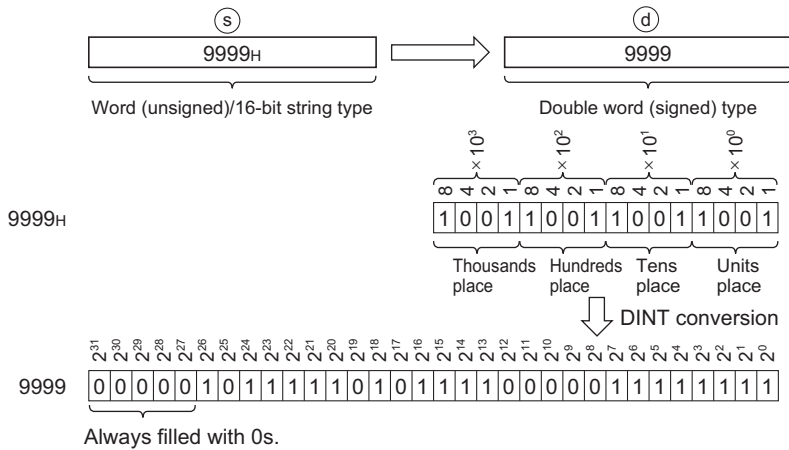 s d
9999H 9999
Word (unsigned)/16-bit string type Double word (signed) type
×10³ ×10² ×10¹ ×10⁰
8 4 2 1 8 4 2 1 8 4 2 1 8 4 2 1
9999H 1 0 0 1 1 0 0 1 1 0 0 1 1 0 0 1
Thousands place Hundreds place Tens place Units place
DINT conversion
2³¹ 2³⁰ 2²⁹ 2²⁸ 2²⁷ 2²⁶ 2²⁵ 2²⁴ 2²³ 2²² 2²¹ 2²⁰ 2¹⁹ 2¹⁸ 2¹⁷ 2¹⁶ 2¹⁵ 2¹⁴ 2¹³ 2¹² 2¹¹ 2¹⁰ 2⁹ 2⁸ 2⁷ 2⁶ 2⁵ 2⁴ 2³ 2² 2¹ 2⁰
9999 0 0 0 0 0 1 0 1 1 1 1 1 0 1 0 1 1 1 1 0 0 0 0 0 1 1 1 1 1 1 1 1
Always filled with 0s.